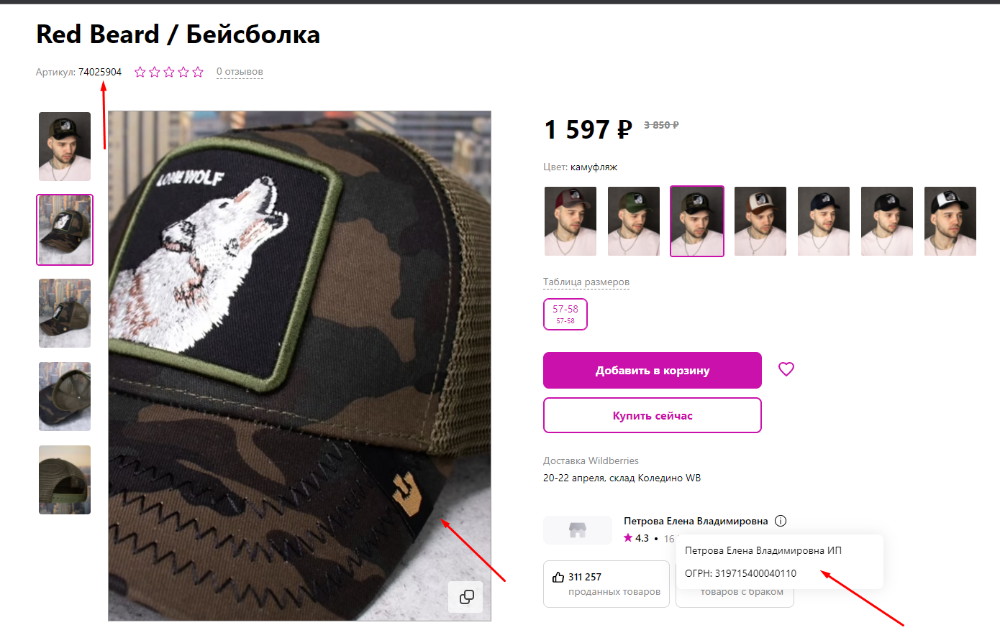 Red Beard / Бейсболка
Артикул: 74025904
0 отзывов
LONE WOLF
1 597 ₽
3 850 ₽
Цвет: камуфляж
Таблица размеров
57-58
57-58
Добавить в корзину
Купить сейчас
Доставка Wildberries
20-22 апреля, склад Коледино WB
Петрова Елена Владимировна
4.3 • 16
Петрова Елена Владимировна ИП
ОГРН: 319715400040110
311 257
проданных товаров
товаров с браком